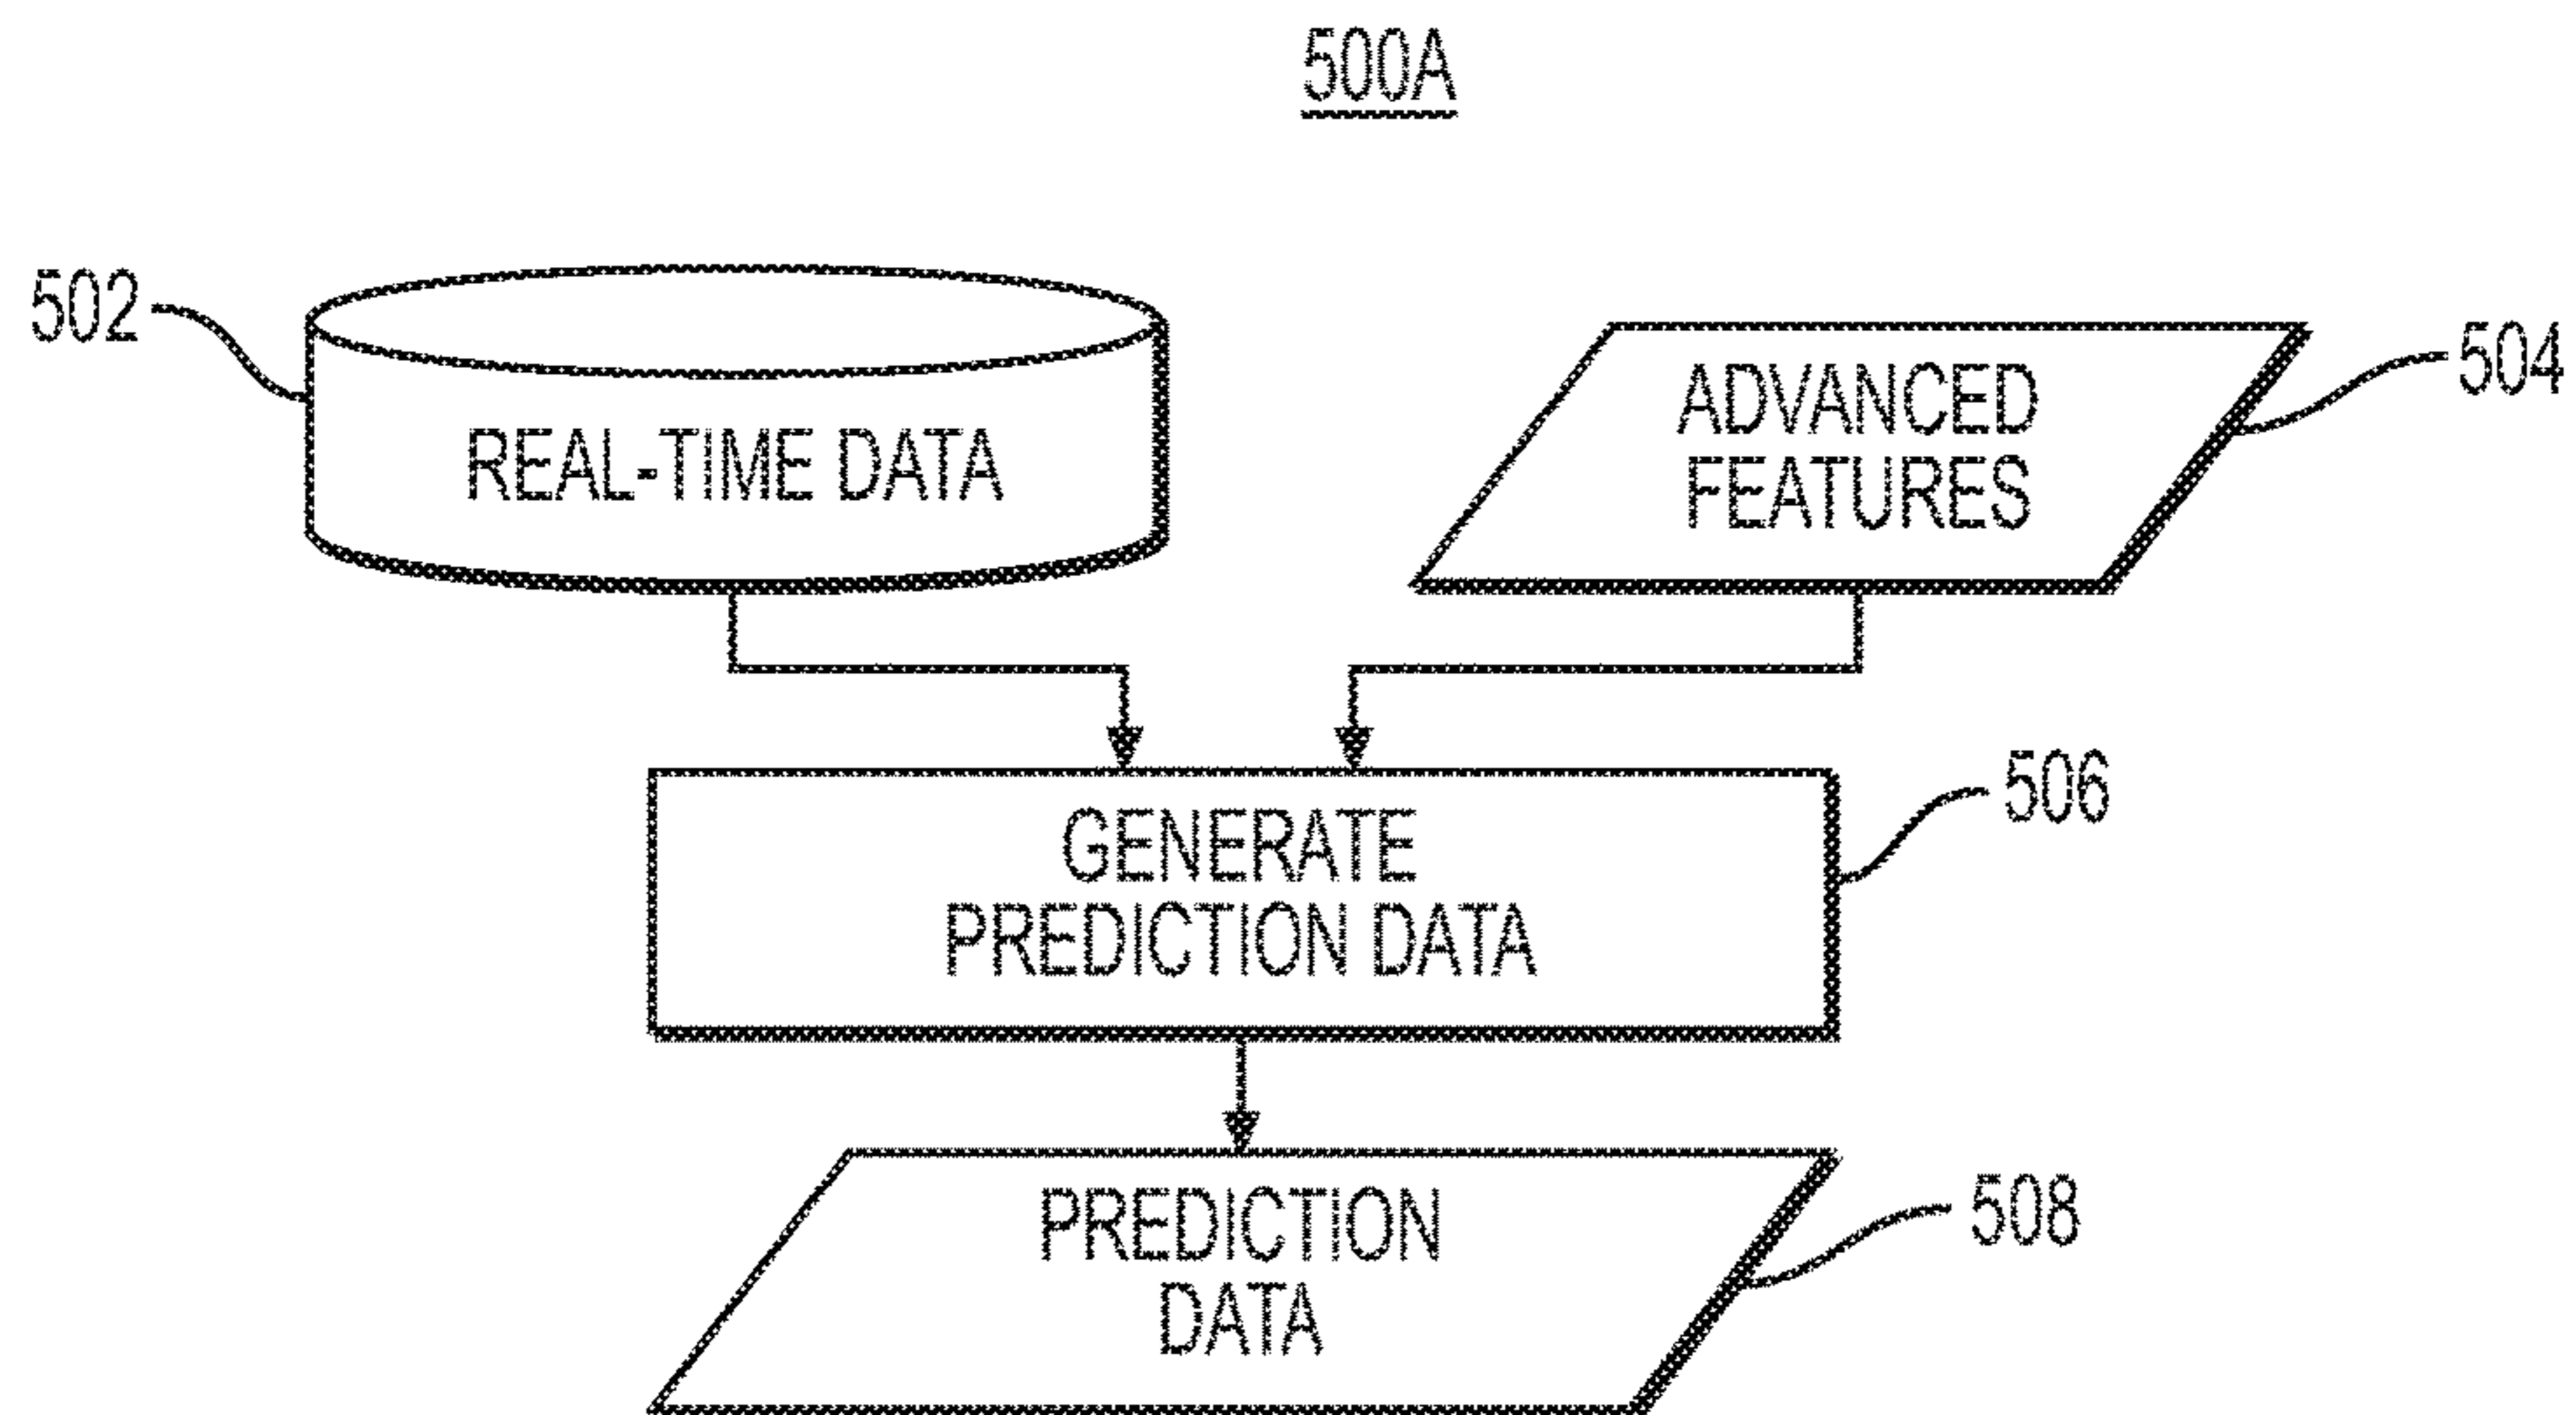 500A
502
REAL-TIME DATA
ADVANCED
FEATURES
504
GENERATE
PREDICTION DATA
506
PREDICTION
DATA
508